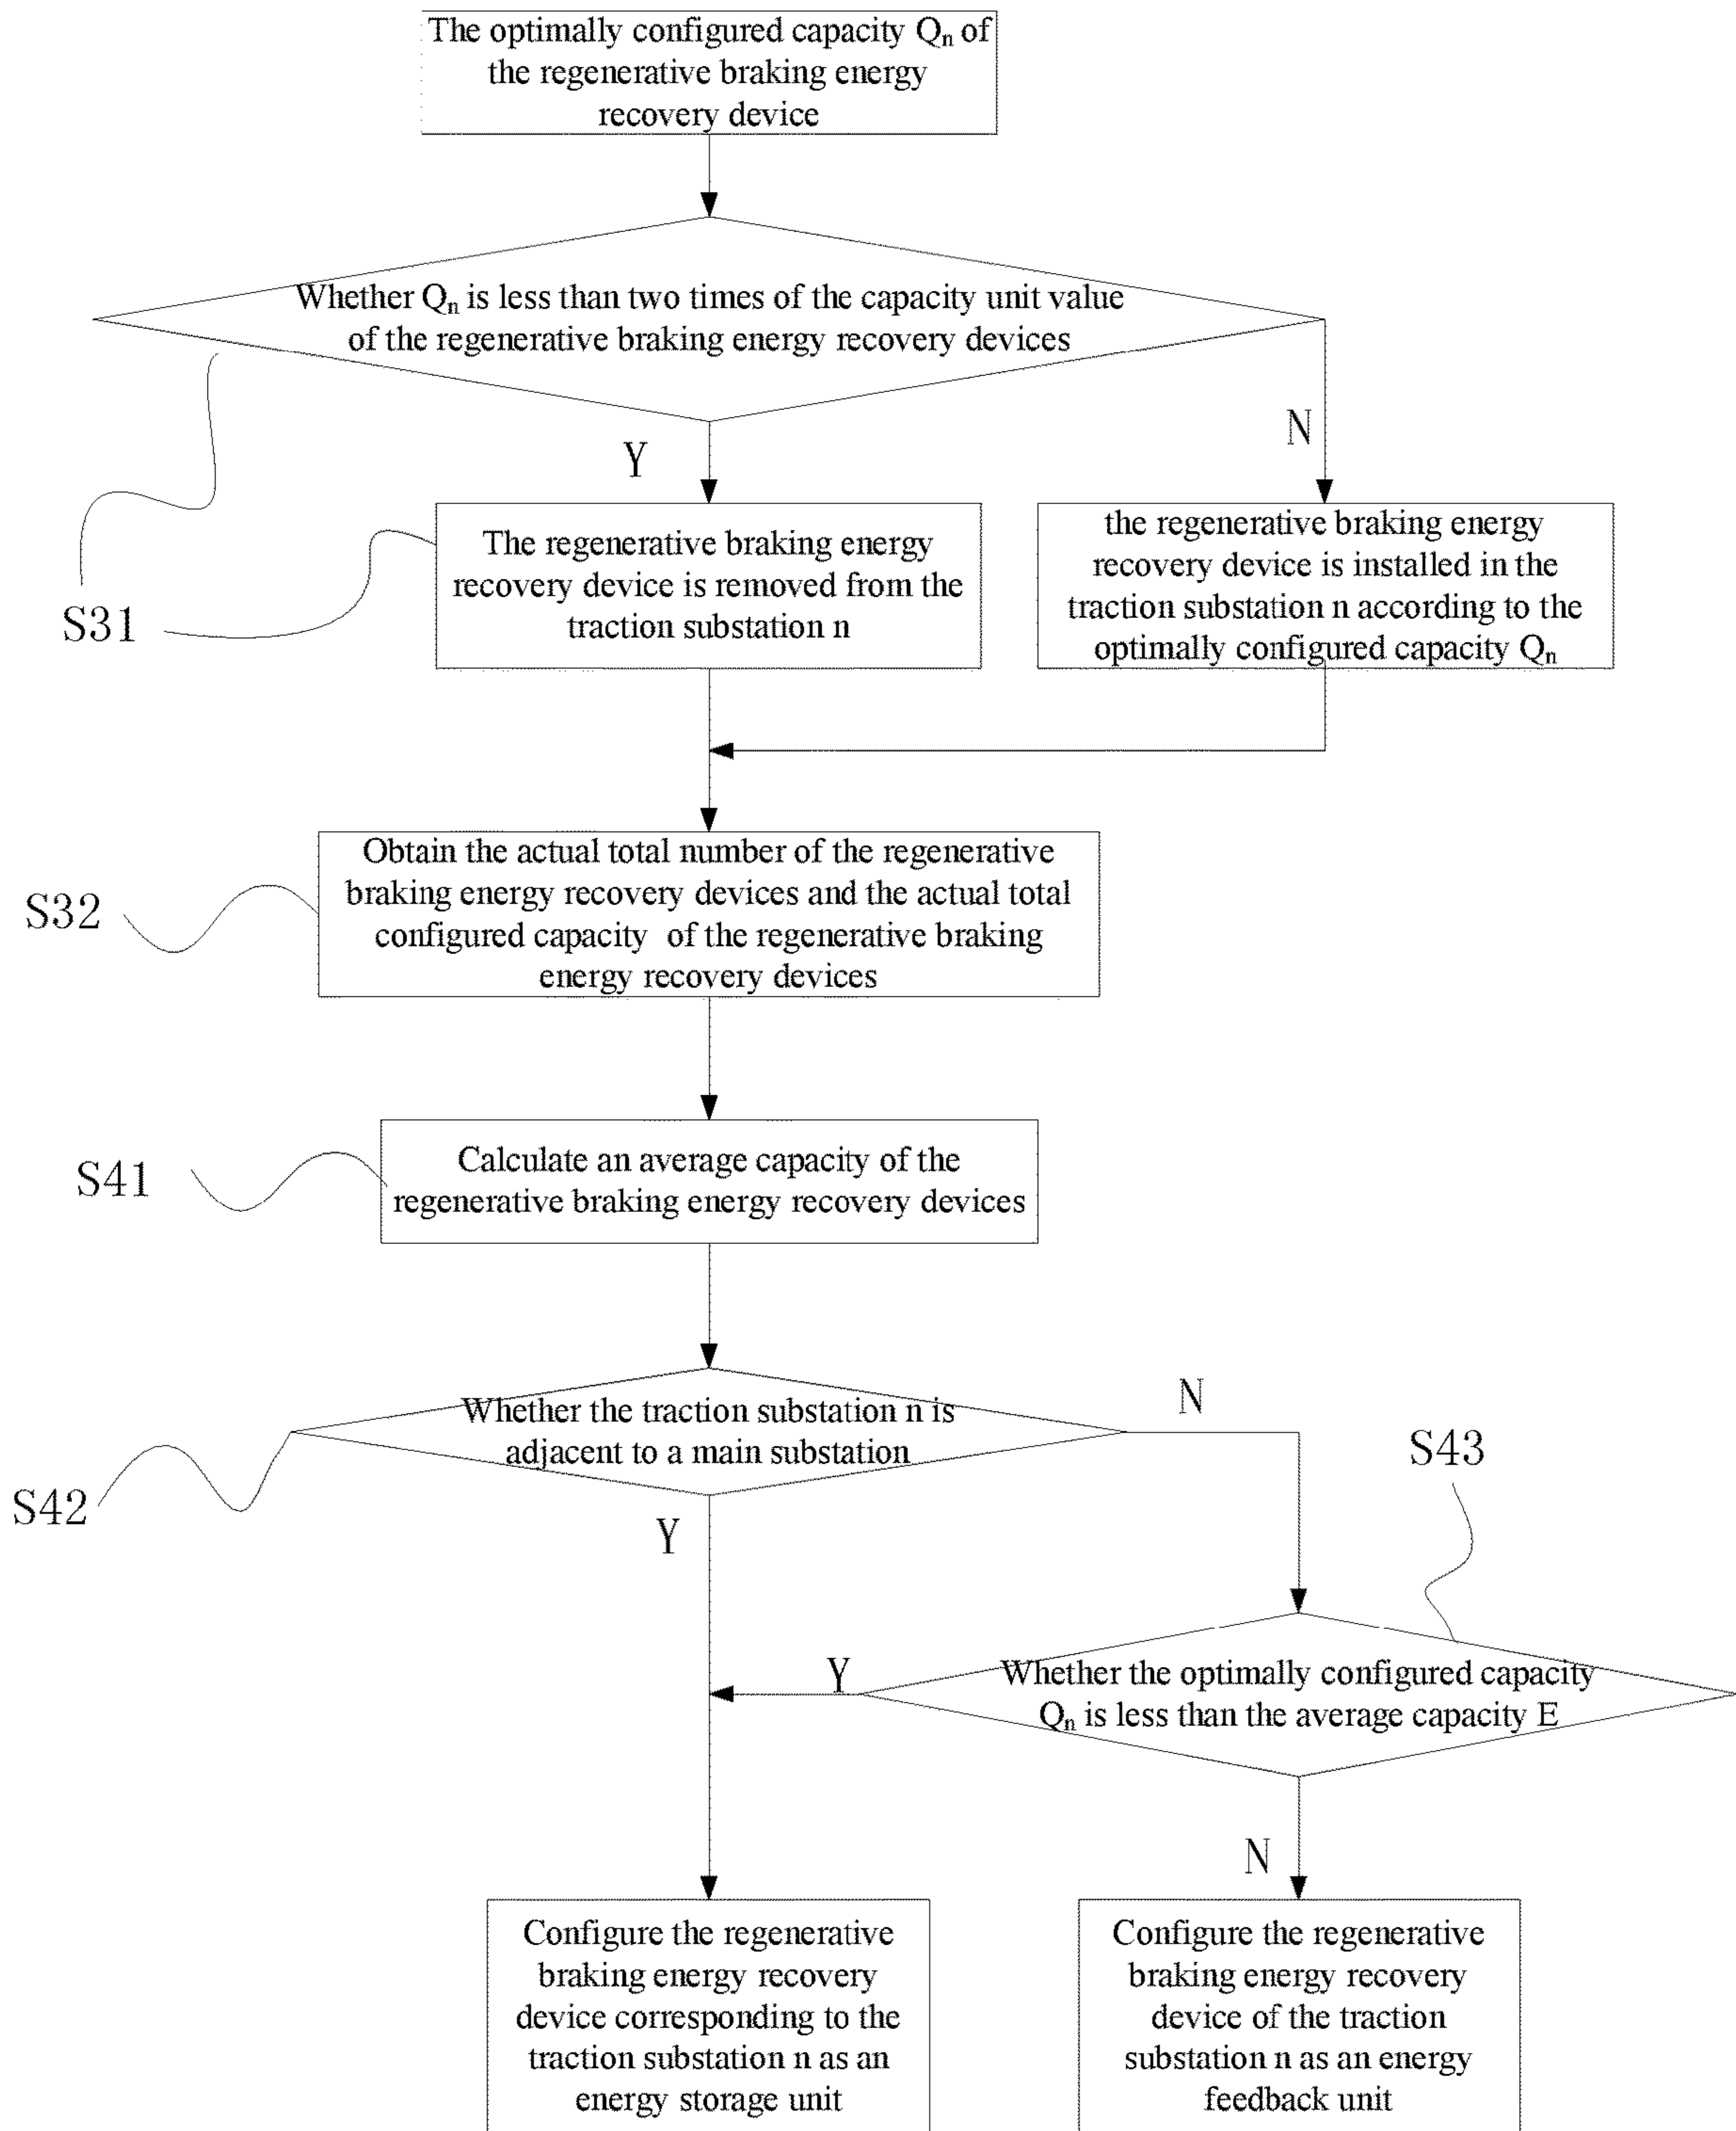 The optimally configured capacity Qn of
the regenerative braking energy
recovery device
Whether Qn is less than two times of the capacity unit value
of the regenerative braking energy recovery devices
Y
N
S31
The regenerative braking energy
recovery device is removed from the
traction substation n
the regenerative braking energy
recovery device is installed in the
traction substation n according to the
optimally configured capacity Qn
S32
Obtain the actual total number of the regenerative
braking energy recovery devices and the actual total
configured capacity of the regenerative braking
energy recovery devices
S41
Calculate an average capacity of the
regenerative braking energy recovery devices
S42
Whether the traction substation n is
adjacent to a main substation
N
Y
S43
Whether the optimally configured capacity
Qn is less than the average capacity E
Y
N
Configure the regenerative
braking energy recovery
device corresponding to the
traction substation n as an
energy storage unit
Configure the regenerative
braking energy recovery
device of the traction
substation n as an energy
feedback unit